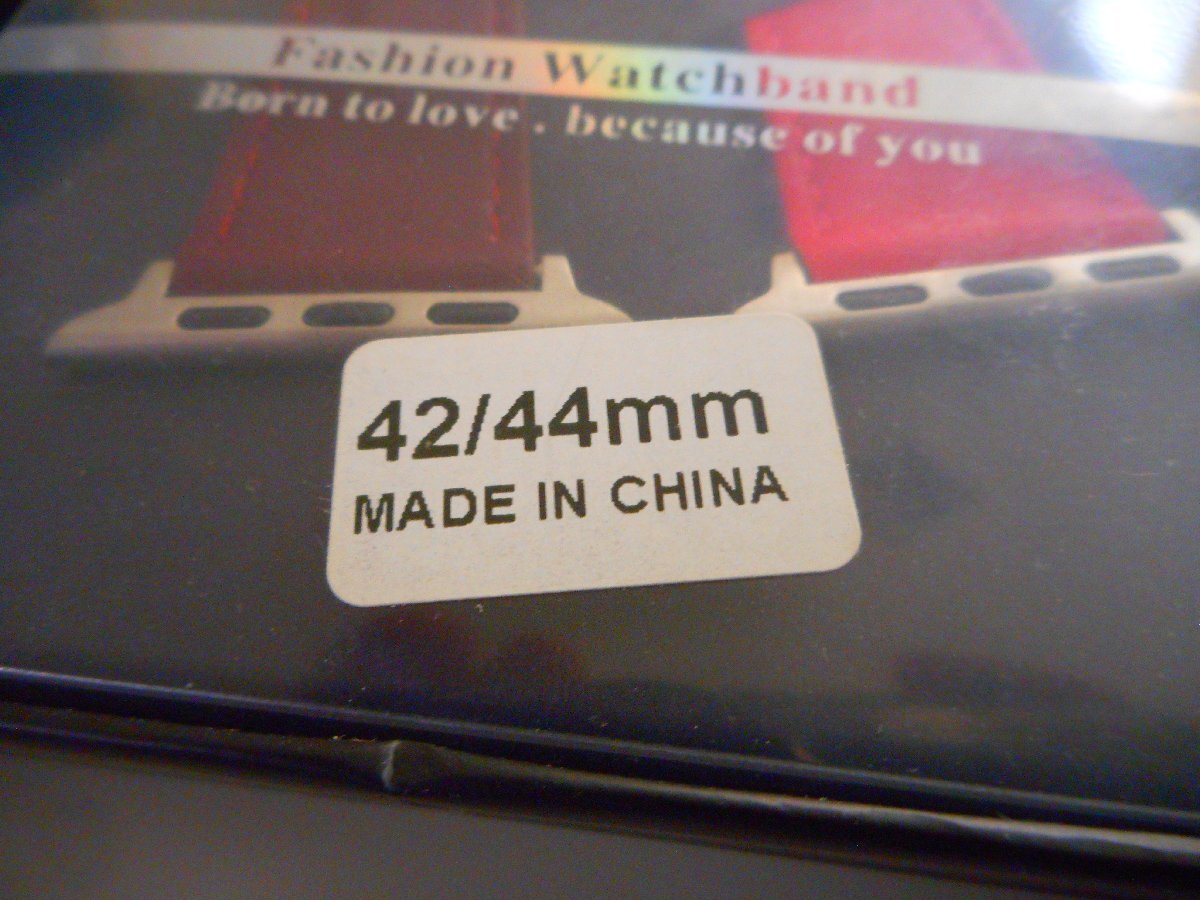 Fashion Watchband
Born to love . because of you
42/44mm
MADE IN CHINA